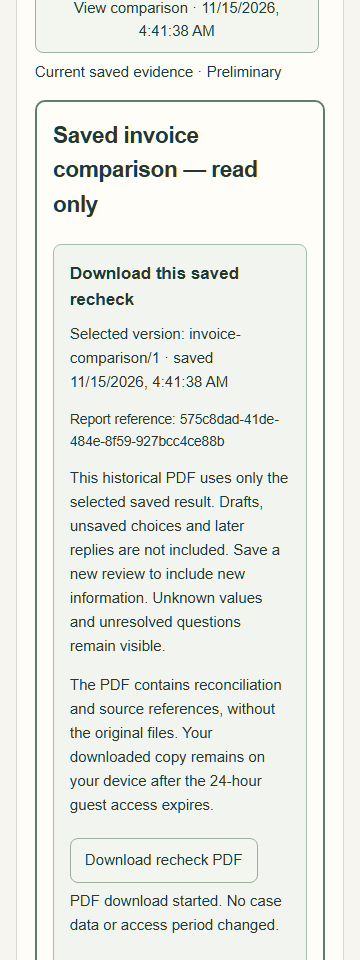 View comparison · 11/15/2026,
4:41:38 AM
Current saved evidence · Preliminary
Saved invoice
comparison — read
only
Download this saved
recheck
Selected version: invoice-
comparison/1 · saved
11/15/2026, 4:41:38 AM
Report reference: 575c8dad-41de-
484e-8f59-927bcc4ce88b
This historical PDF uses only the
selected saved result. Drafts,
unsaved choices and later
replies are not included. Save a
new review to include new
information. Unknown values
and unresolved questions
remain visible.
The PDF contains reconciliation
and source references, without
the original files. Your
downloaded copy remains on
your device after the 24-hour
guest access expires.
Download recheck PDF
PDF download started. No case
data or access period changed.